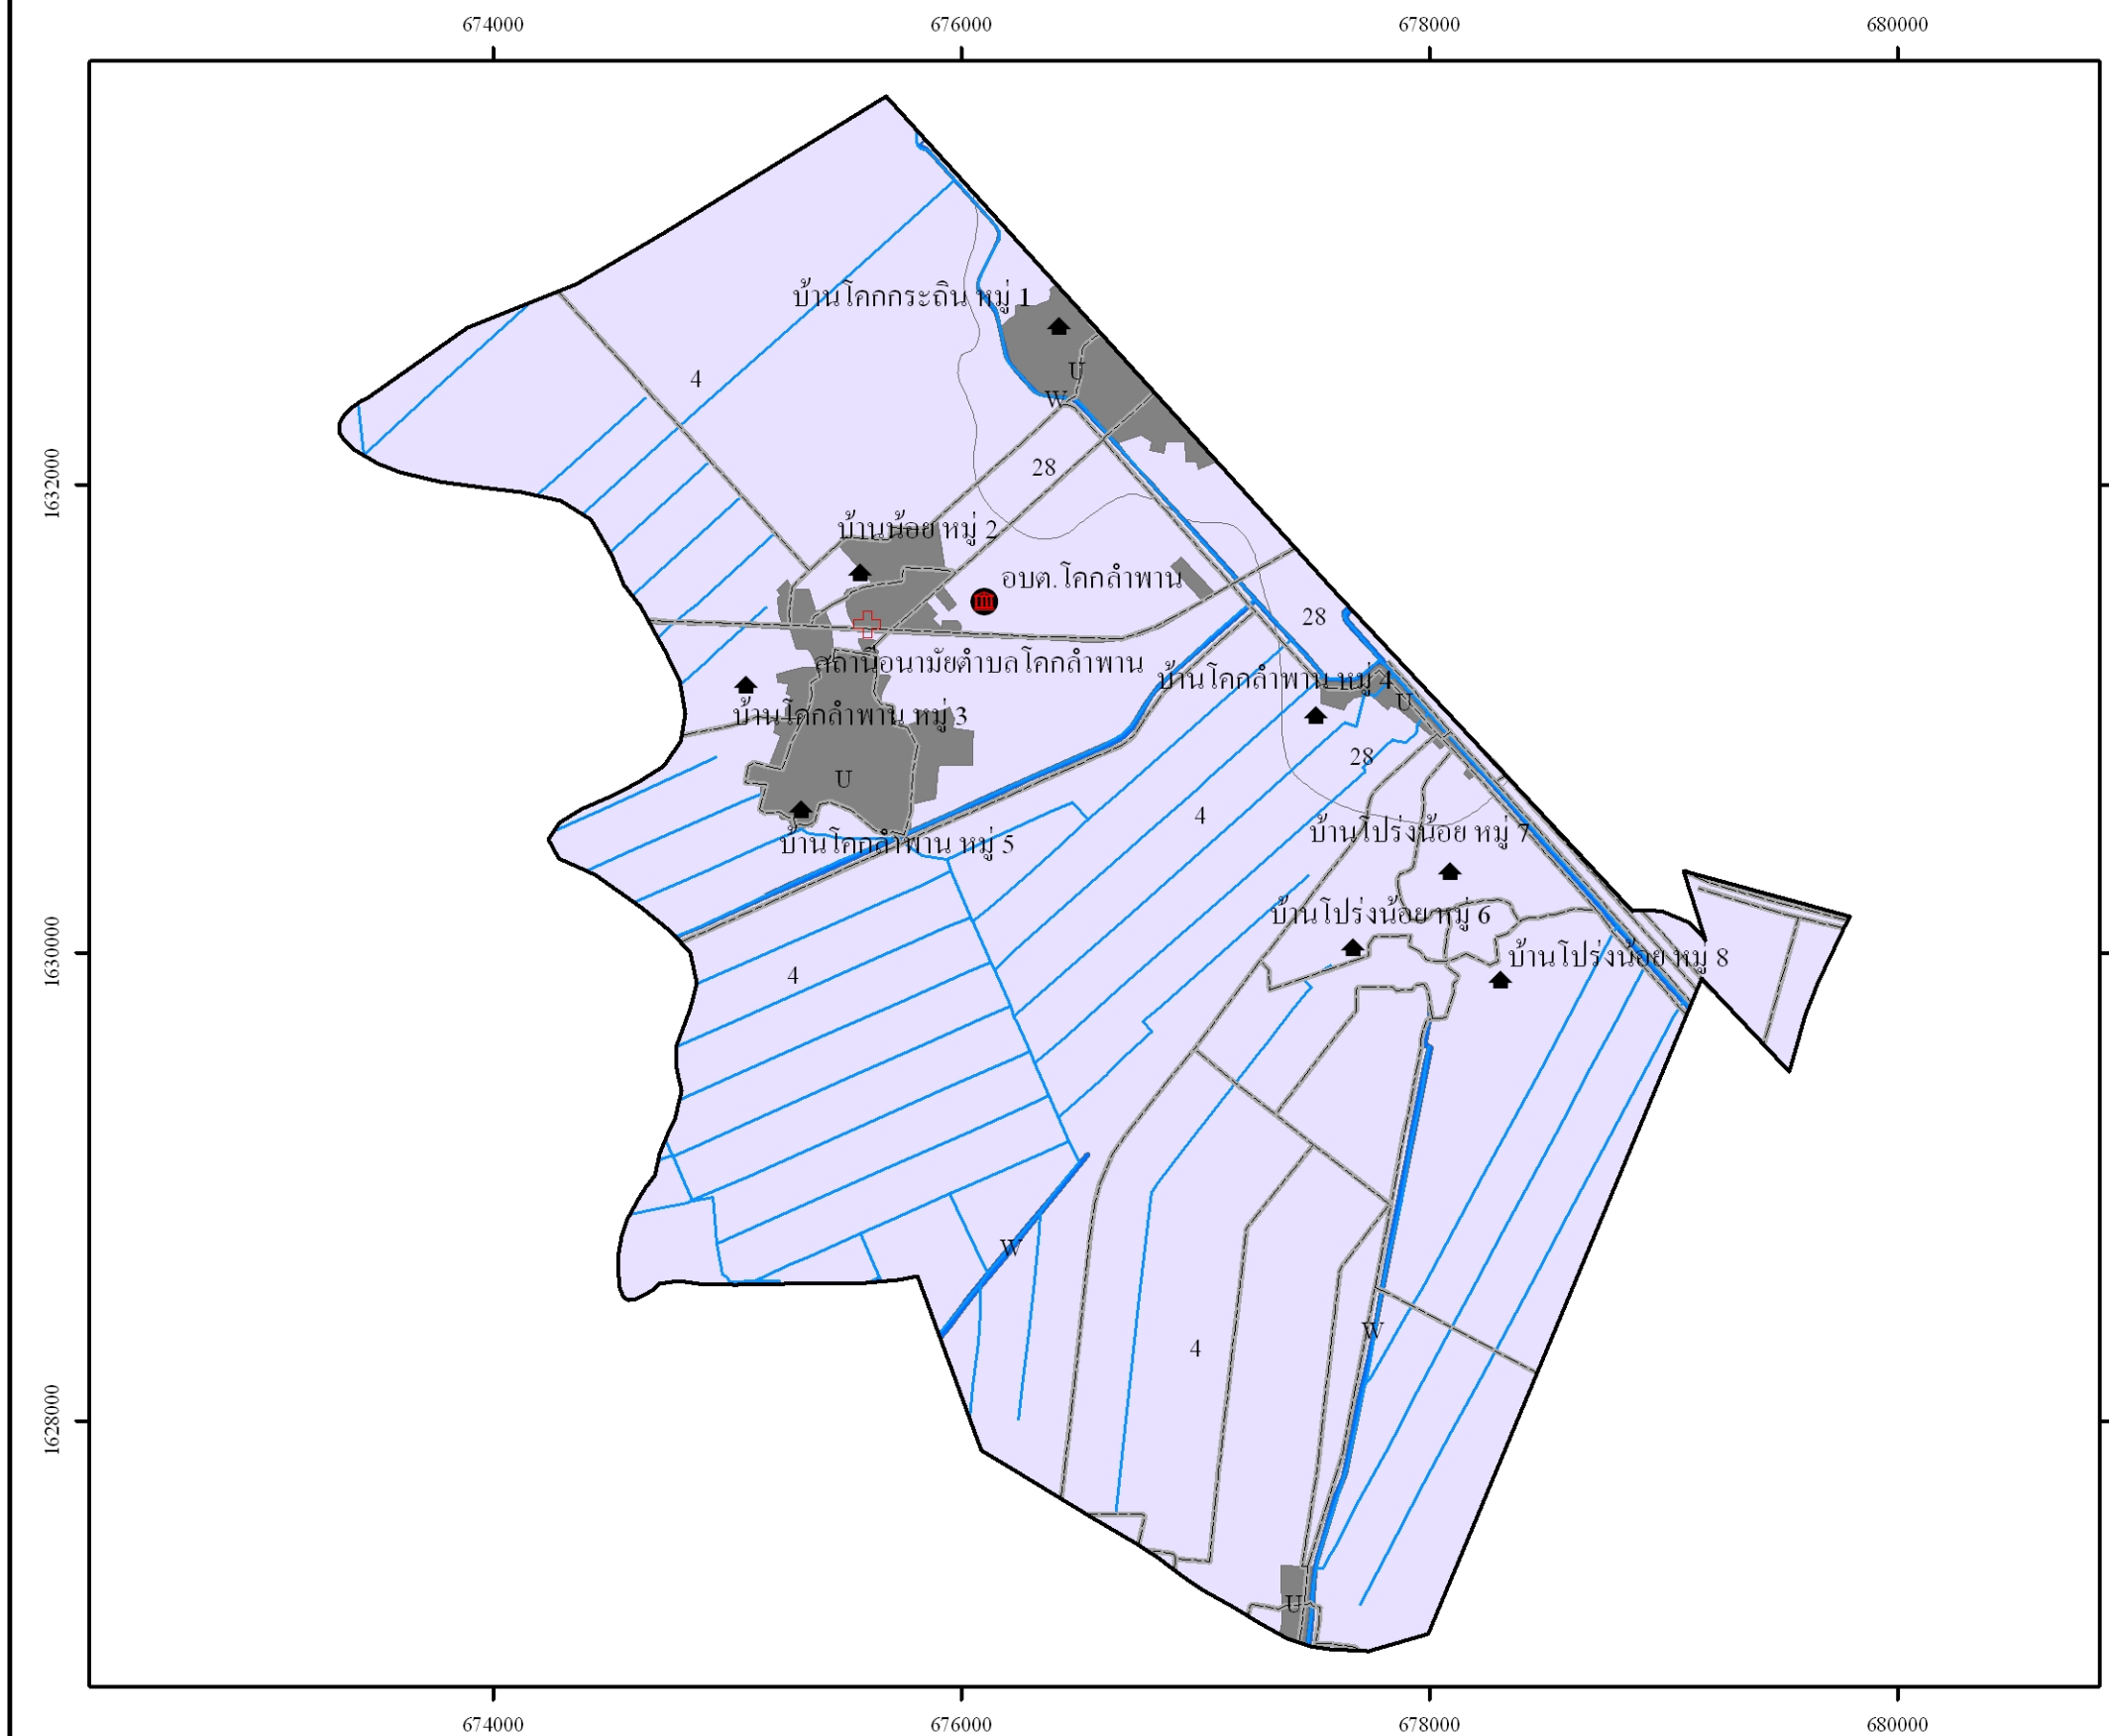 674000 676000 678000 680000
บ้านโคกกระถิน หมู่ 1
U
4
W
28
1632000
บ้านน้อย หมู่ 2
อบต.โคกลำพาน
28
สถานีอนามัยตำบลโคกลำพาน
บ้านโคกลำพาน หมู่ 4
U
บ้านโคกลำพาน หมู่ 3
28
U
4
บ้านโปร่งน้อย หมู่ 7
บ้านโคกลำพาน หมู่ 5
บ้านโปร่งน้อย หมู่ 6
1630000
บ้านโปร่งน้อย หมู่ 8
4
W
W
4
1628000
U
674000 676000 678000 680000